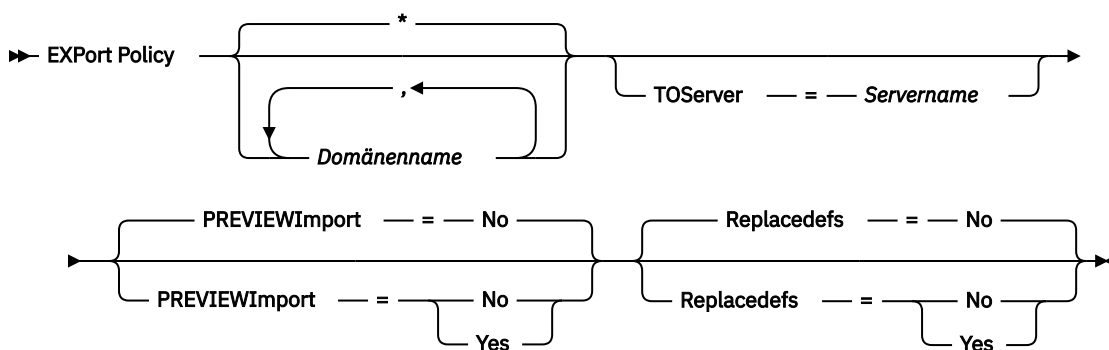 *
EXPort Policy
,
TOServer = Servername
Domänenname
PREVIEWImport = No
Replacedefs = No
PREVIEWImport = No
Replacedefs = No
Yes
Yes